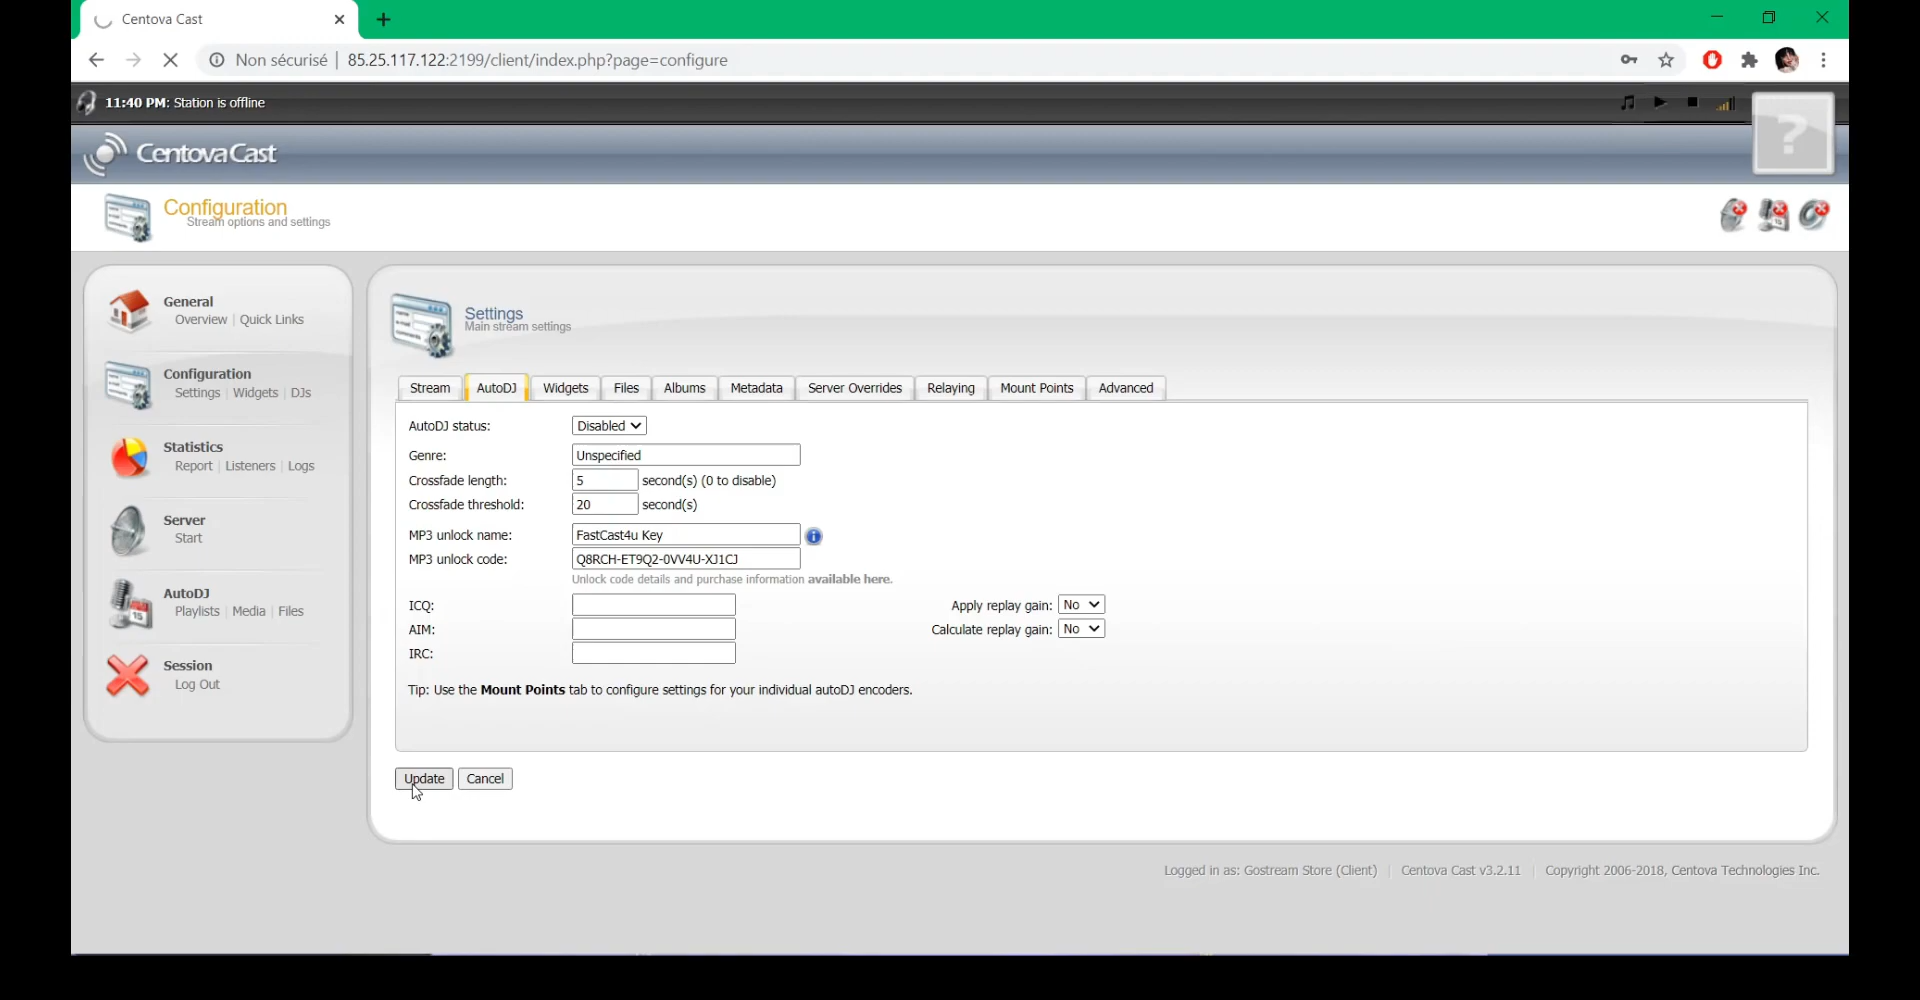 Centova Cast
Non sécurisé | 85.25.117.122:2199/client/index.php?page=configure
11:40 PM: Station is offline
CentovaCast
?
Configuration
Stream options and settings
General
Overview | Quick Links
Configuration
Settings | Widgets | DJs
Statistics
Report | Listeners | Logs
Server
Start
AutoDJ
Playlists | Media | Files
15
Session
Log Out
Settings
Main stream settings
Stream AutoDJ Widgets Files Albums Metadata Server Overrides Relaying Mount Points Advanced
AutoDJ status: Disabled
Genre: Unspecified
Crossfade length: 5 second(s) (0 to disable)
Crossfade threshold: 20 second(s)
MP3 unlock name: FastCast4u Key
MP3 unlock code: Q8RCH-ET9Q2-0VV4U-XJ1CJ
Unlock code details and purchase information available here.
ICQ: Apply replay gain: No
AIM: Calculate replay gain: No
IRC:
Tip: Use the Mount Points tab to configure settings for your individual autoDJ encoders.
Update Cancel
Logged in as: Gostream Store (Client) | Centova Cast v3.2.11 | Copyright 2006-2018, Centova Technologies Inc.